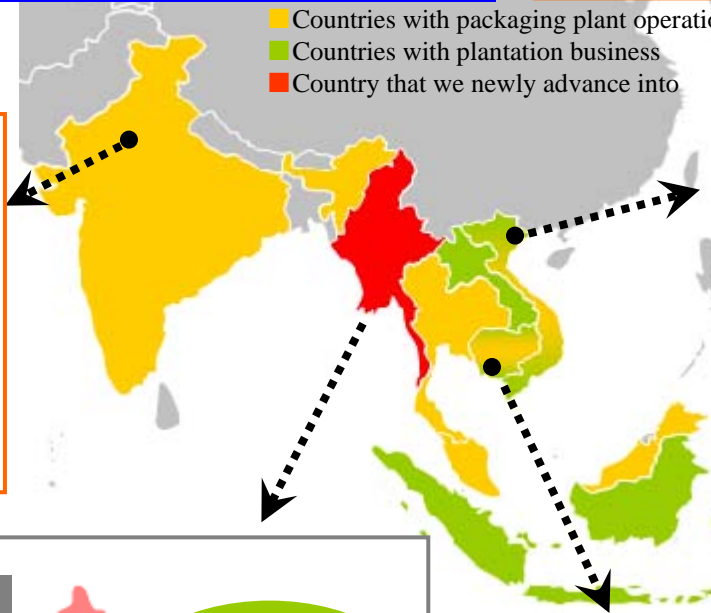 Countries with packaging plant operatio
Countries with plantation business
Country that we newly advance into